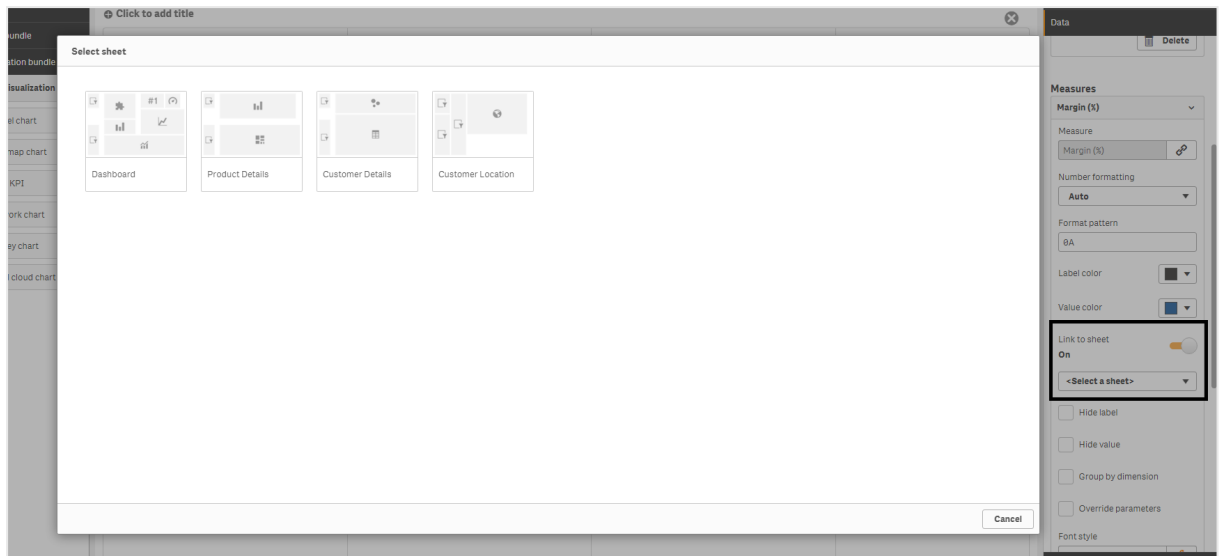 Click to add title
Data
undle
ation bundle
Select sheet
Delete
isualization
Measures
#1
Margin (%)
el chart
Measure
map chart
Margin (%)
Dashboard
Product Details
Customer Details
Customer Location
Number formatting
KPI
Auto
ork chart
Format pattern
ey chart
0A
l cloud chart
Label color
Value color
Link to sheet
On
<Select a sheet>
Hide label
Hide value
Group by dimension
Override parameters
Cancel
Font style